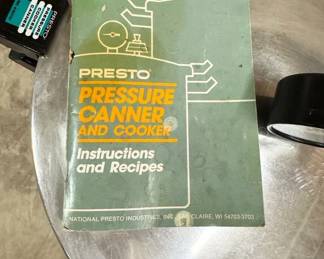 PRESTO®
PRESSURE
CANNER
AND COOKER
Instructions
and Recipes
NATIONAL PRESTO INDUSTRIES, INC., EAU CLAIRE, WI 54703-3703